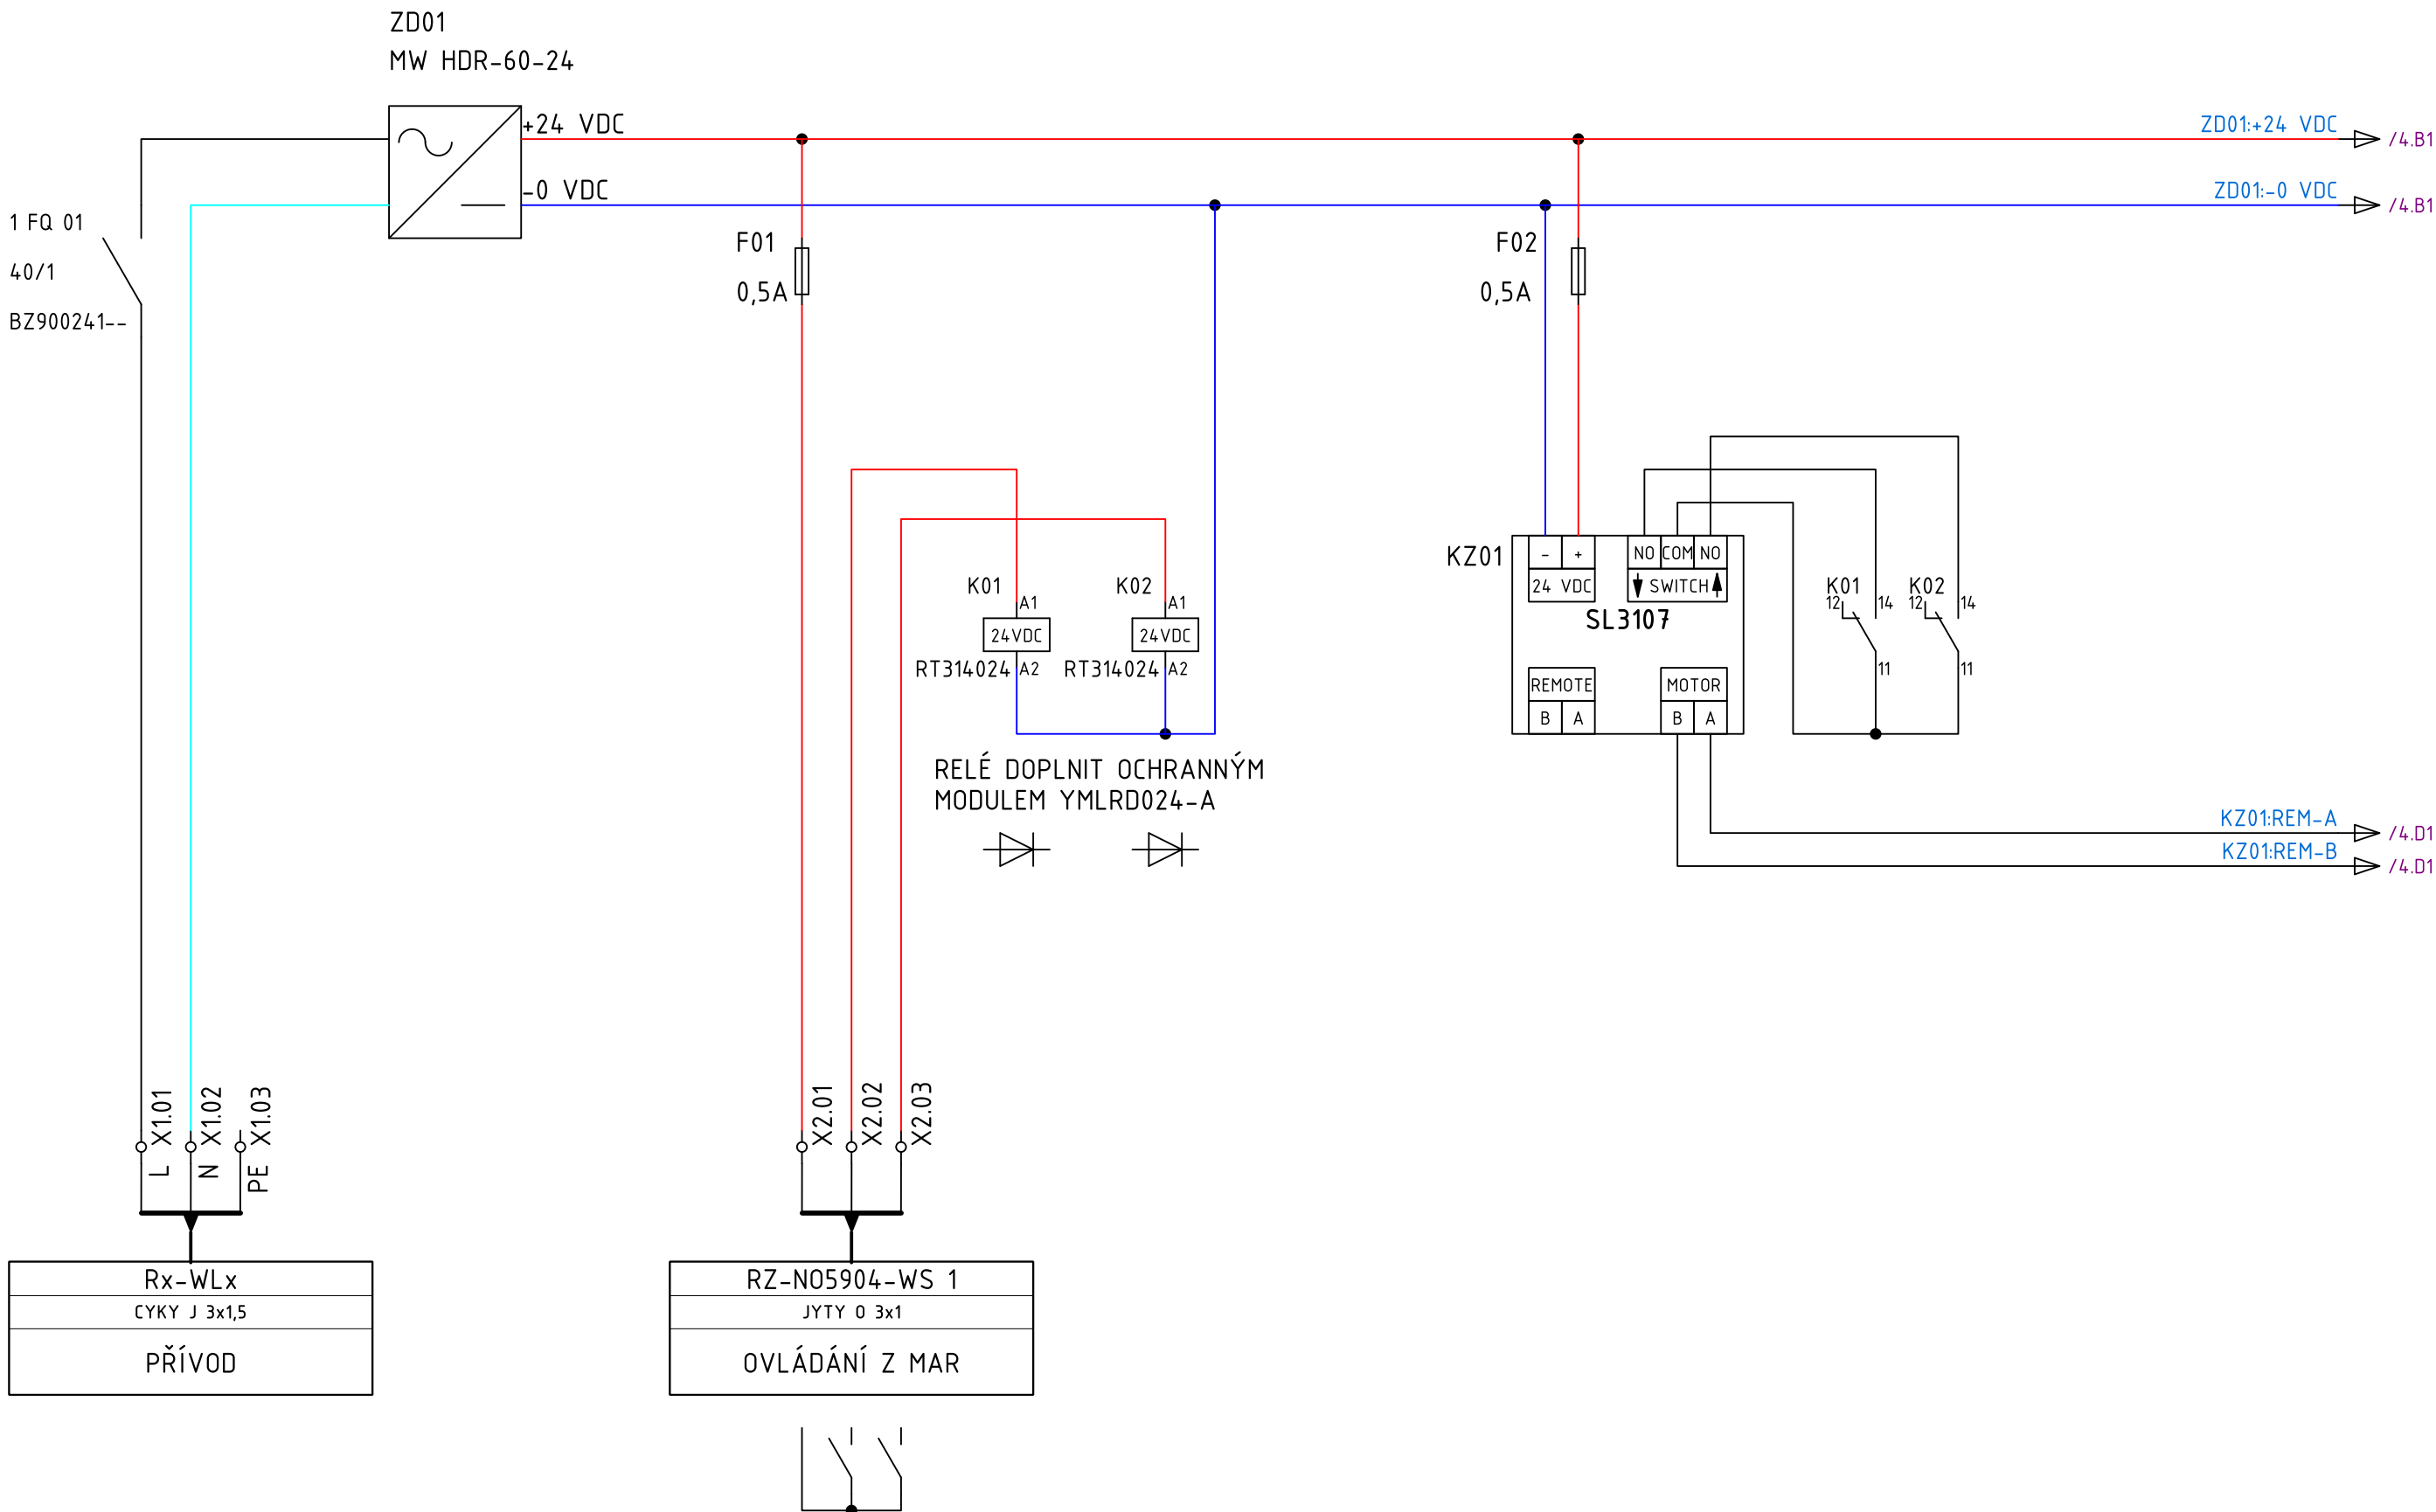 ZD01
MW HDR-60-24
+24 VDC
-0 VDC
ZD01:+24 VDC
/4.B1
ZD01:-0 VDC
/4.B1
1 FQ 01
40/1
BZ900241--
F01
0,5A
F02
0,5A
KZ01
- +
24 VDC
NO COM NO
SWITCH
SL3107
REMOTE
B A
MOTOR
B A
K01
A1
24VDC
RT314024
A2
K02
A1
24VDC
RT314024
A2
K01
12
14
11
K02
12
14
11
RELÉ DOPLNIT OCHRANNÝM
MODULEM YMLRD024-A
KZ01:REM-A
/4.D1
KZ01:REM-B
/4.D1
X1.01
X1.02
X1.03
L
N
PE
X2.01
X2.02
X2.03
Rx-WLx
CYKY J 3x1,5
PŘÍVOD
RZ-NO5904-WS 1
JYTY O 3x1
OVLÁDÁNÍ Z MAR